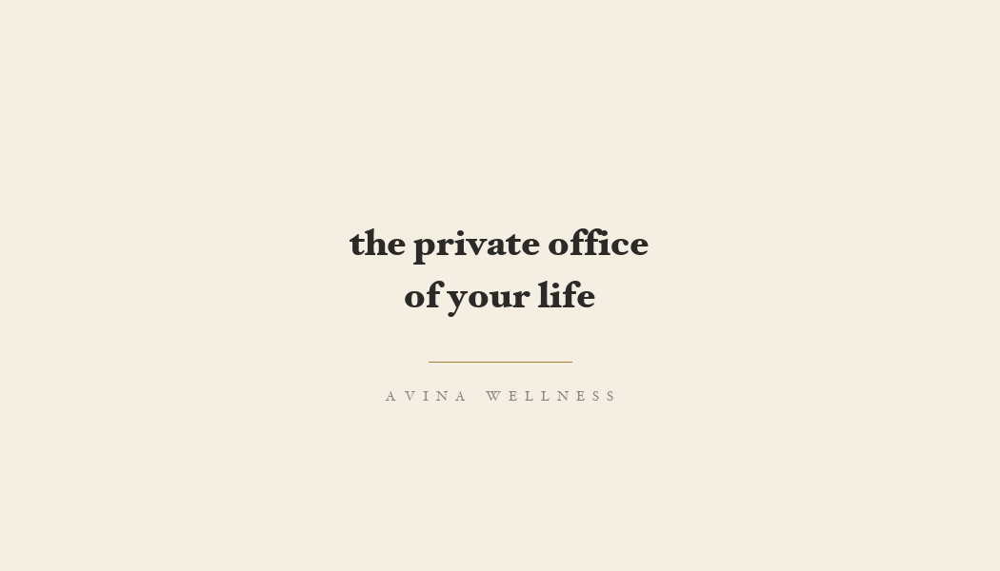 the private office
of your life
AVINA WELLNESS